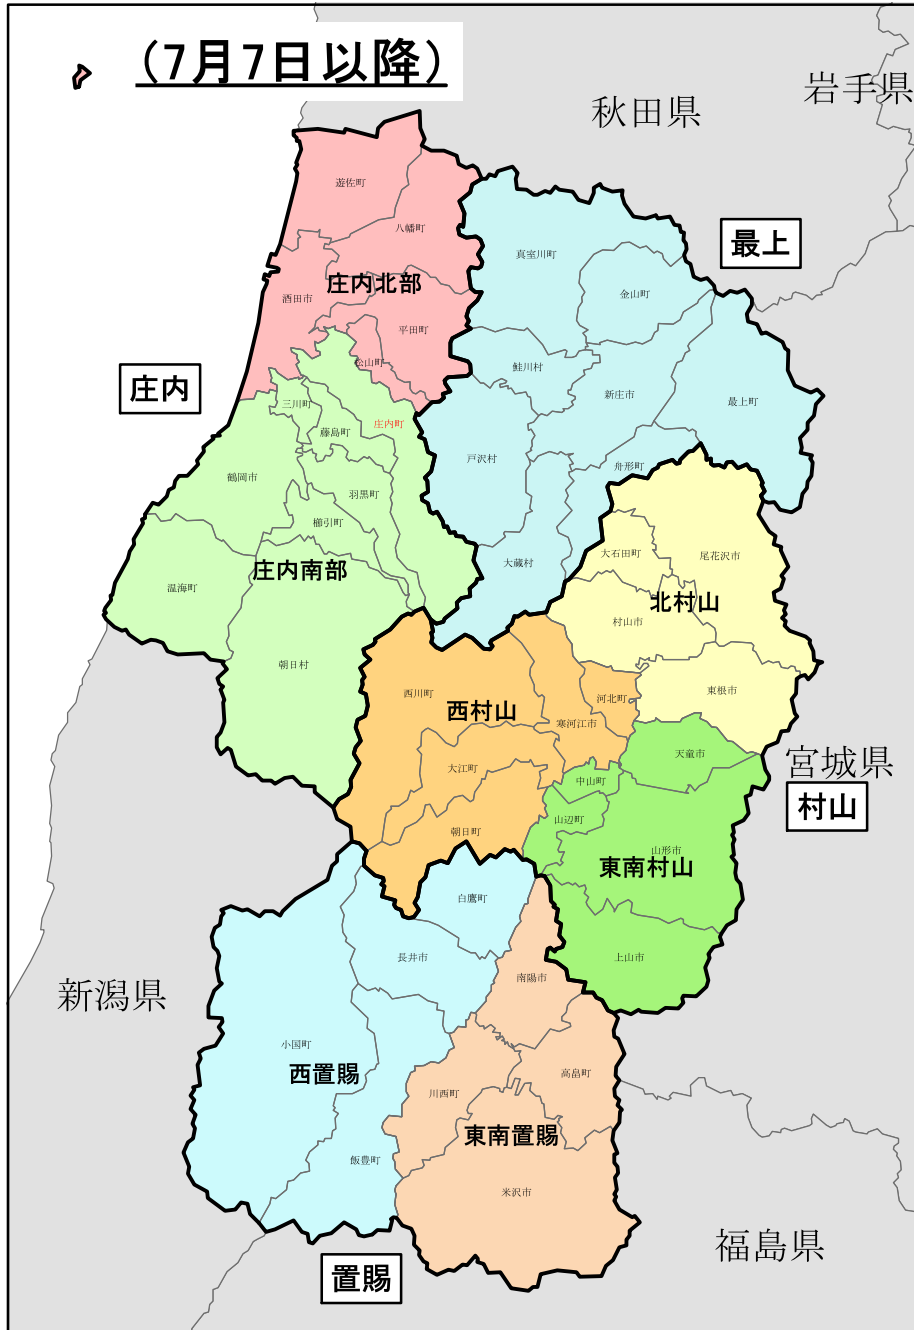 (7月7日以降)
岩手県
秋田県
遊佐町
八幡町
最上
真室川町
庄内北部
酒田市
金山町
平田町
松山町
鮭川村
庄内
新庄市
最上町
三川町
庄内町
藤島町
戸沢村
舟形町
鶴岡市
羽黒町
櫛引町
大石田町
尾花沢市
大蔵村
庄内南部
温海町
北村山
村山市
朝日村
西川町
河北町
東根市
西村山
寒河江市
天童市
宮城県
大江町
中山町
村山
山辺町
朝日町
山形市
東南村山
白鷹町
長井市
上山市
南陽市
新潟県
小国町
西置賜
高畠町
川西町
東南置賜
飯豊町
米沢市
福島県
置賜